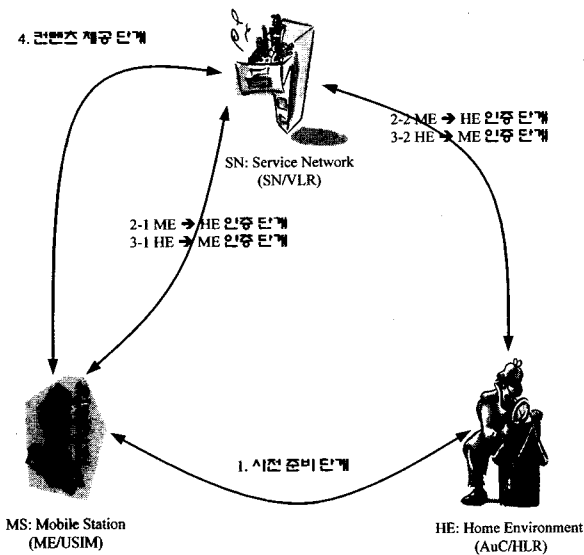 4. 컨텐츠 제공 단계
SN: Service Network
(SN/VLR)
2-2 ME ➔ HE 인증 단계
3-2 HE ➔ ME 인증 단계
2-1 ME ➔ HE 인증 단계
3-1 HE ➔ ME 인증 단계
1. 사전 준비 단계
MS: Mobile Station
(ME/USIM)
HE: Home Environment
(AuC/HLR)